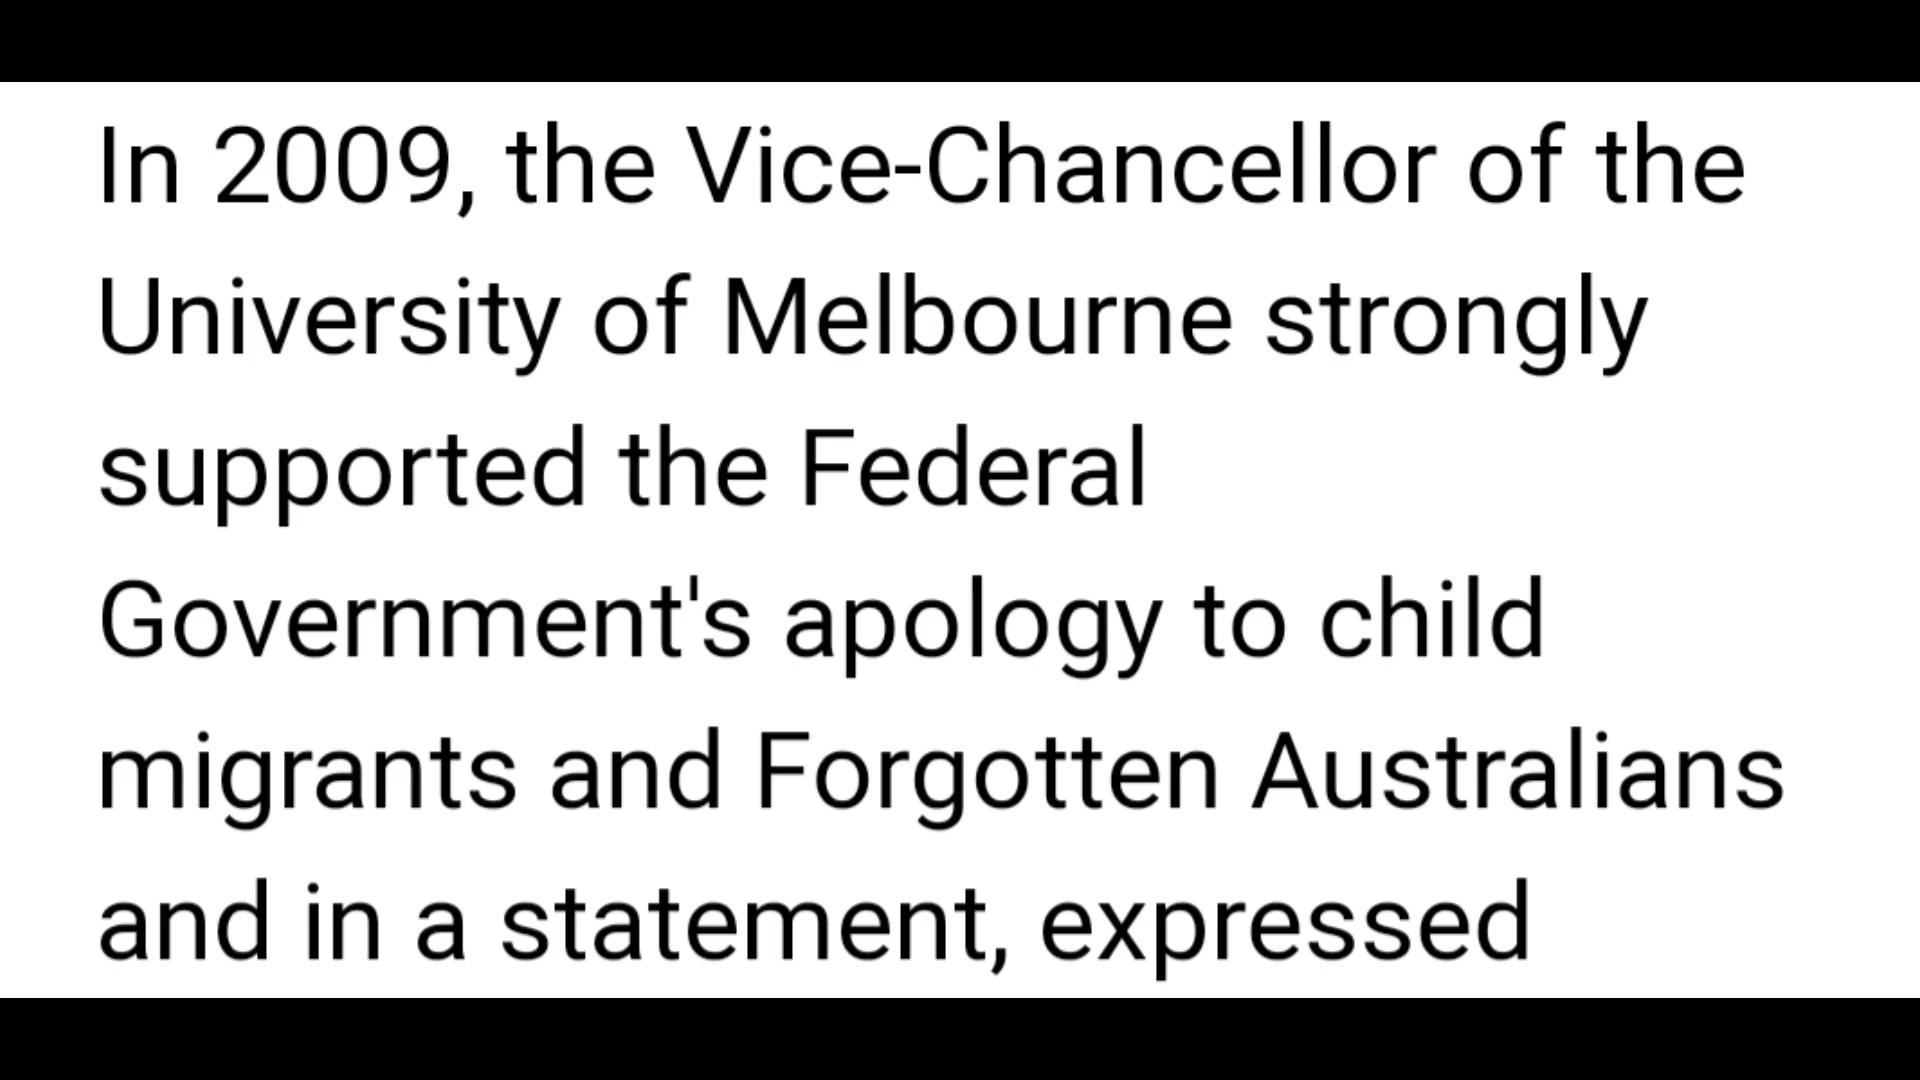 In 2009, the Vice-Chancellor of the
University of Melbourne strongly
supported the Federal
Government's apology to child
migrants and Forgotten Australians
and in a statement, expressed